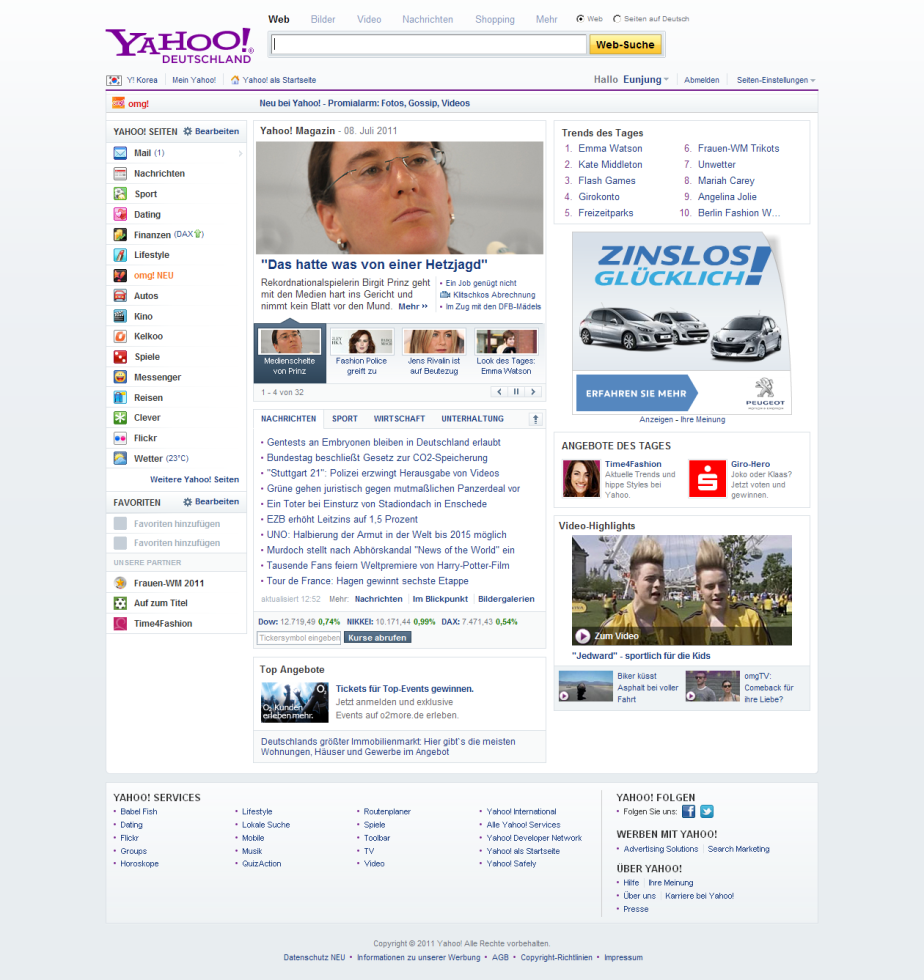 Web Bilder Video Nachrichten Shopping Mehr Web Seiten auf Deutsch
YAHOO!® DEUTSCHLAND
Web-Suche
Y! Korea Mein Yahoo! Yahoo! als Startseite
Hallo Eunjung Abmelden Seiten-Einstellungen
omg! Neu bei Yahoo! - Promialarm: Fotos, Gossip, Videos
YAHOO! SEITEN Bearbeiten
Mail (1)
Nachrichten
Sport
Dating
Finanzen (DAX)
Lifestyle
omg! NEU
Autos
Kino
Kelkoo
Spiele
Messenger
Reisen
Clever
Flickr
Wetter (23°C)
Weitere Yahoo! Seiten
FAVORITEN Bearbeiten
Favoriten hinzufügen
Favoriten hinzufügen
UNSERE PARTNER
Frauen-WM 2011
Auf zum Titel
Time4Fashion
Yahoo! Magazin - 08. Juli 2011
"Das hatte was von einer Hetzjagd"
Rekordnationalspielerin Birgit Prinz geht
mit den Medien hart ins Gericht und
nimmt kein Blatt vor den Mund. Mehr »
• Ein Job genügt nicht
Klitschkos Abrechnung
• Im Zug mit den DFB-Mädels
Medienschelte
von Prinz
Fashion Police
greift zu
Jens Rivalin ist
auf Beutezug
Look des Tages:
Emma Watson
1 - 4 von 32
NACHRICHTEN SPORT WIRTSCHAFT UNTERHALTUNG
• Gentests an Embryonen bleiben in Deutschland erlaubt
• Bundestag beschließt Gesetz zur CO2-Speicherung
• "Stuttgart 21": Polizei erzwingt Herausgabe von Videos
• Grüne gehen juristisch gegen mutmaßlichen Panzerdeal vor
• Ein Toter bei Einsturz von Stadiondach in Enschede
• EZB erhöht Leitzins auf 1,5 Prozent
• UNO: Halbierung der Armut in der Welt bis 2015 möglich
• Murdoch stellt nach Abhörskandal "News of the World" ein
• Tausende Fans feiern Weltpremiere von Harry-Potter-Film
• Tour de France: Hagen gewinnt sechste Etappe
aktualisiert 12:52 Mehr: Nachrichten Im Blickpunkt Bildergalerien
Dow: 12.719,49 0,74% NIKKEI: 10.171,44 0,99% DAX: 7.471,43 0,54%
Tickersymbol eingeben Kurse abrufen
Top Angebote
O2 Kunden
erleben mehr.
O2
Tickets für Top-Events gewinnen.
Jetzt anmelden und exklusive
Events auf o2more.de erleben.
Deutschlands größter Immobilienmarkt: Hier gibt´s die meisten
Wohnungen, Häuser und Gewerbe im Angebot
Trends des Tages
1. Emma Watson
2. Kate Middleton
3. Flash Games
4. Girokonto
5. Freizeitparks
6. Frauen-WM Trikots
7. Unwetter
8. Mariah Carey
9. Angelina Jolie
10. Berlin Fashion W...
ZINSLOS
GLÜCKLICH!
ERFAHREN SIE MEHR
PEUGEOT
Anzeigen - Ihre Meinung
ANGEBOTE DES TAGES
Time4Fashion
Aktuelle Trends und
hippe Styles bei
Yahoo.
Giro-Hero
Joko oder Klaas?
Jetzt voten und
gewinnen.
Video-Highlights
Zum Video
"Jedward" - sportlich für die Kids
Biker küsst
Asphalt bei voller
Fahrt
omgTV:
Comeback für
ihre Liebe?
YAHOO! SERVICES
• Babel Fish
• Dating
• Flickr
• Groups
• Horoskope
• Lifestyle
• Lokale Suche
• Mobile
• Musik
• QuizAction
• Routenplaner
• Spiele
• Toolbar
• TV
• Video
• Yahoo! International
• Alle Yahoo! Services
• Yahoo! Developer Network
• Yahoo! als Startseite
• Yahoo! Safely
YAHOO! FOLGEN
• Folgen Sie uns:
WERBEN MIT YAHOO!
• Advertising Solutions Search Marketing
ÜBER YAHOO!
• Hilfe Ihre Meinung
• Über uns Karriere bei Yahoo!
• Presse
Copyright © 2011 Yahoo! Alle Rechte vorbehalten.
Datenschutz NEU • Informationen zu unserer Werbung • AGB • Copyright-Richtlinien • Impressum